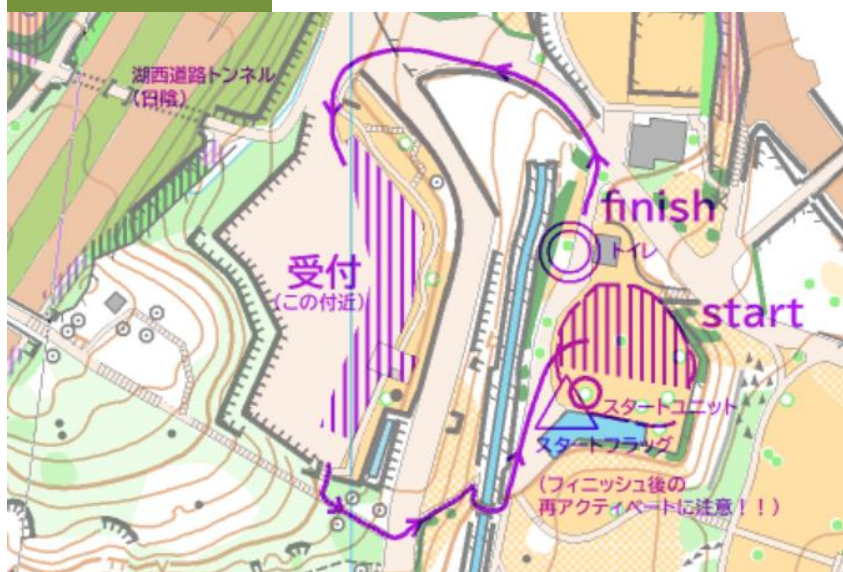 湖西道路トンネル
(日陰)
finish
トイレ
受付
(この付近)
start
スタートユニット
スタートフラッグ
(フィニッシュ後の
再アクティベートに注意!!)